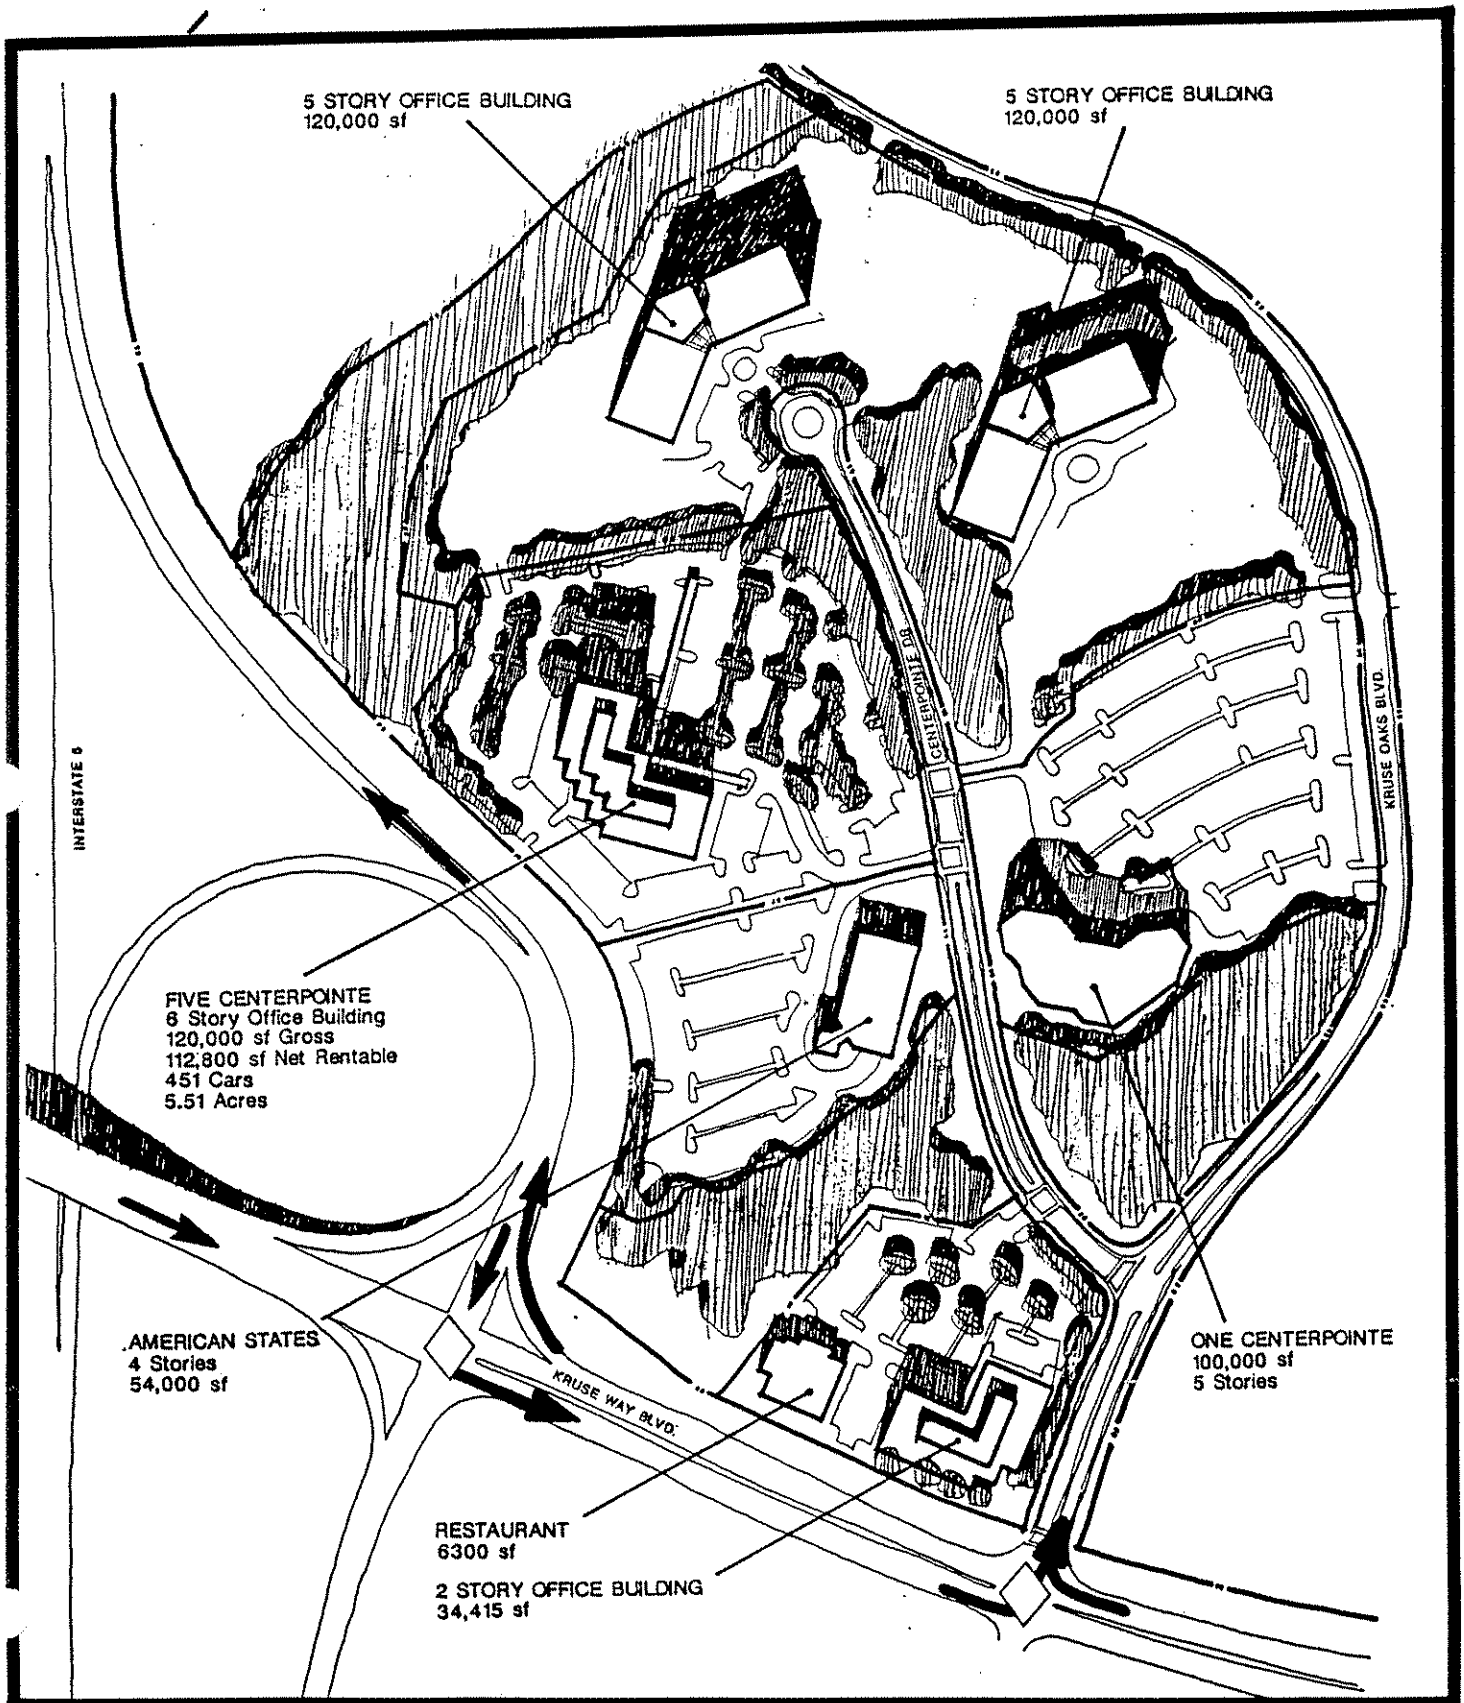 5 STORY OFFICE BUILDING
120,000 sf
5 STORY OFFICE BUILDING
120,000 sf
CENTERPOINTE DR
KRUSE OAKS BLVD.
INTERSTATE 5
FIVE CENTERPOINTE
6 Story Office Building
120,000 sf Gross
112,800 sf Net Rentable
451 Cars
5.51 Acres
AMERICAN STATES
4 Stories
54,000 sf
ONE CENTERPOINTE
100,000 sf
5 Stories
KRUSE WAY BLVD.
RESTAURANT
6300 sf
2 STORY OFFICE BUILDING
34,415 sf